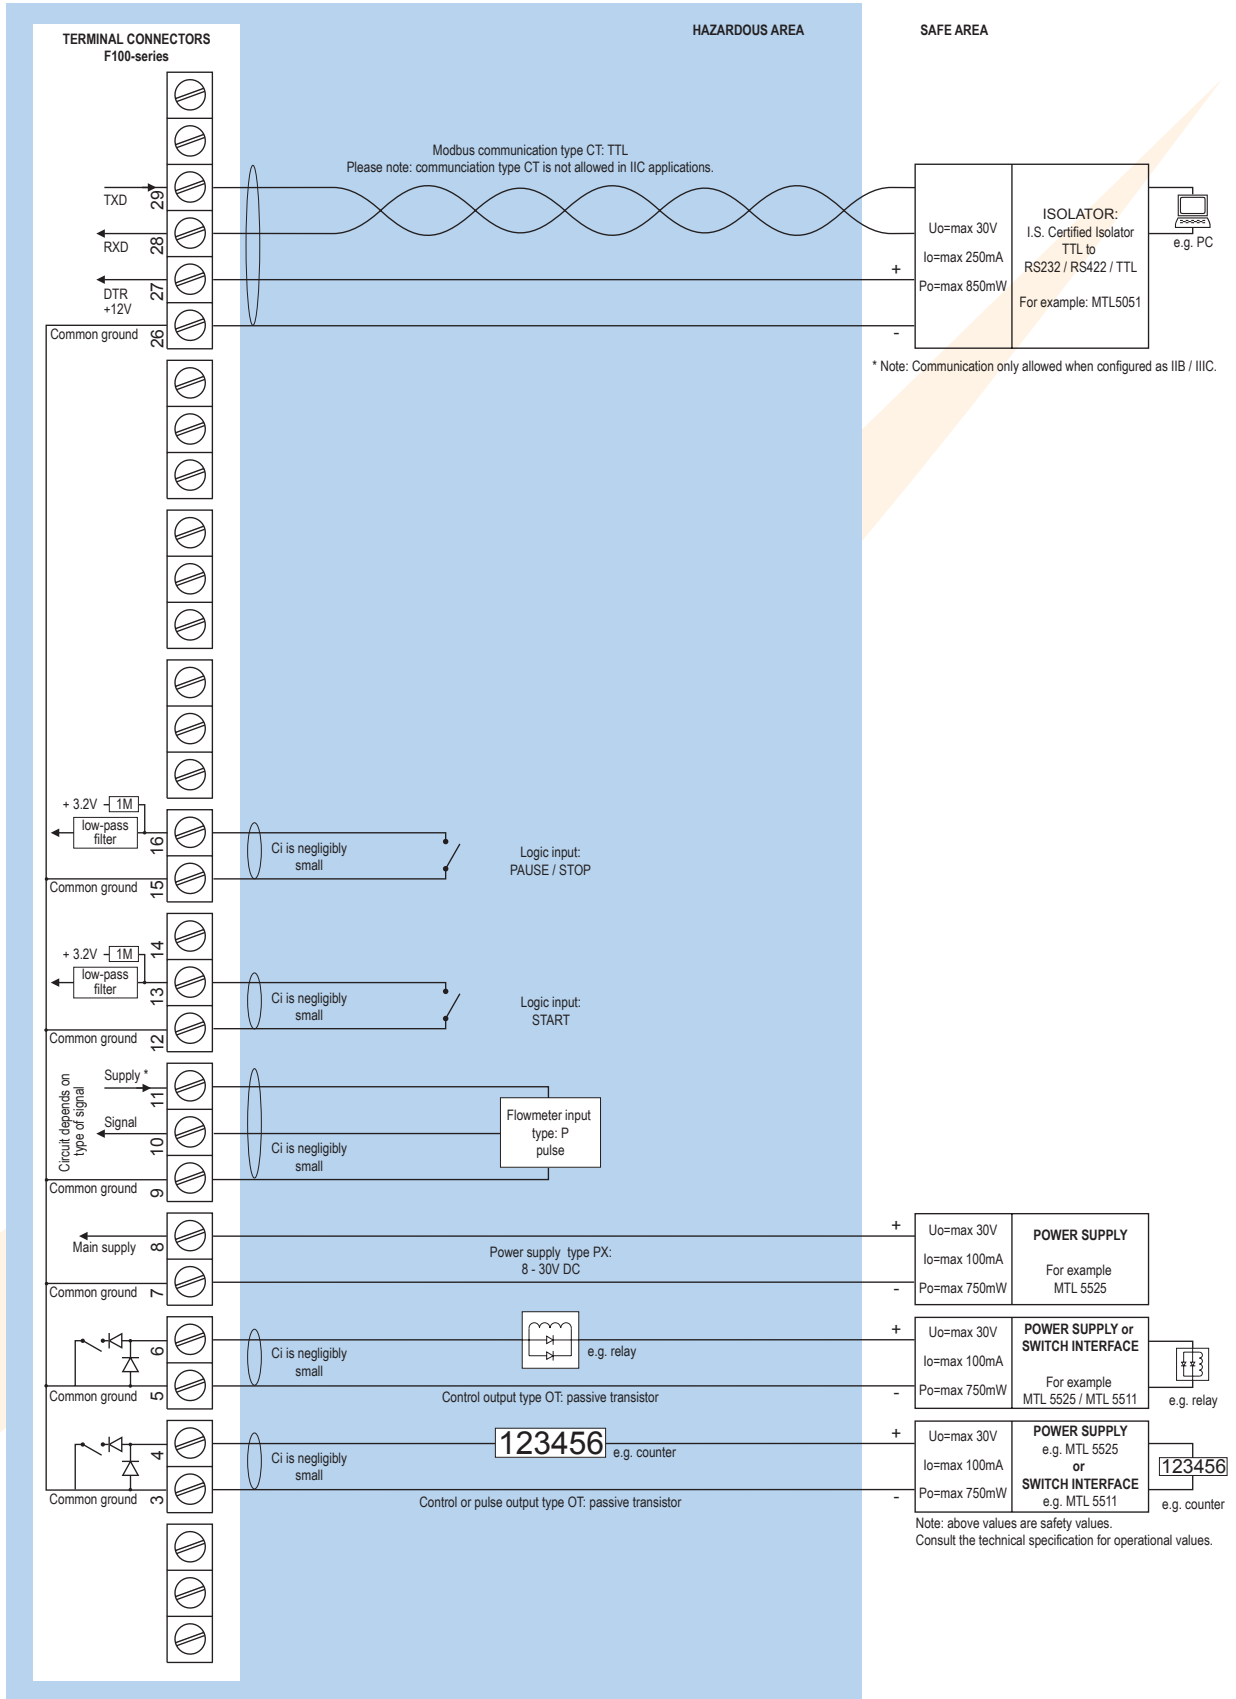 HAZARDOUS AREA
SAFE AREA
TERMINAL CONNECTORS
F100-series
Modbus communication type CT: TTL
Please note: communciation type CT is not allowed in IIC applications.
TXD
29
RXD
28
DTR
+12V
27
Common ground
26
+
-
Uo=max 30V
Io=max 250mA
Po=max 850mW
ISOLATOR:
I.S. Certified Isolator
TTL to
RS232 / RS422 / TTL
For example: MTL5051
e.g. PC
* Note: Communication only allowed when configured as IIB / IIIC.
+ 3.2V
1M
low-pass
filter
16
Common ground
15
Ci is negligibly
small
Logic input:
PAUSE / STOP
14
+ 3.2V
1M
low-pass
filter
13
Common ground
12
Ci is negligibly
small
Logic input:
START
Circuit depends on
type of signal
Supply *
11
Signal
10
Common ground
9
Ci is negligibly
small
Flowmeter input
type: P
pulse
Main supply
8
Common ground
7
Power supply type PX:
8 - 30V DC
+
-
Uo=max 30V
Io=max 100mA
Po=max 750mW
POWER SUPPLY
For example
MTL 5525
6
Common ground
5
Ci is negligibly
small
e.g. relay
Control output type OT: passive transistor
+
-
Uo=max 30V
Io=max 100mA
Po=max 750mW
POWER SUPPLY or
SWITCH INTERFACE
For example
MTL 5525 / MTL 5511
e.g. relay
4
Common ground
3
Ci is negligibly
small
123456
e.g. counter
Control or pulse output type OT: passive transistor
+
-
Uo=max 30V
Io=max 100mA
Po=max 750mW
POWER SUPPLY
e.g. MTL 5525
or
SWITCH INTERFACE
e.g. MTL 5511
123456
e.g. counter
Note: above values are safety values.
Consult the technical specification for operational values.